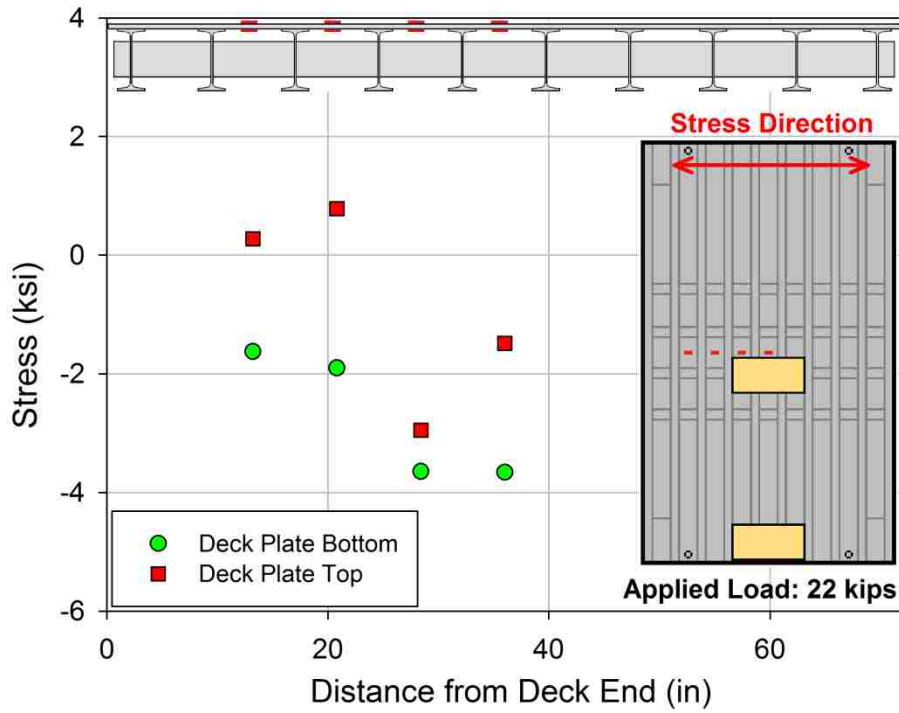 4
2
0
-2
-4
-6
Stress (ksi)
0
20
40
60
Distance from Deck End (in)
Deck Plate Bottom
Deck Plate Top
Stress Direction
Applied Load: 22 kips